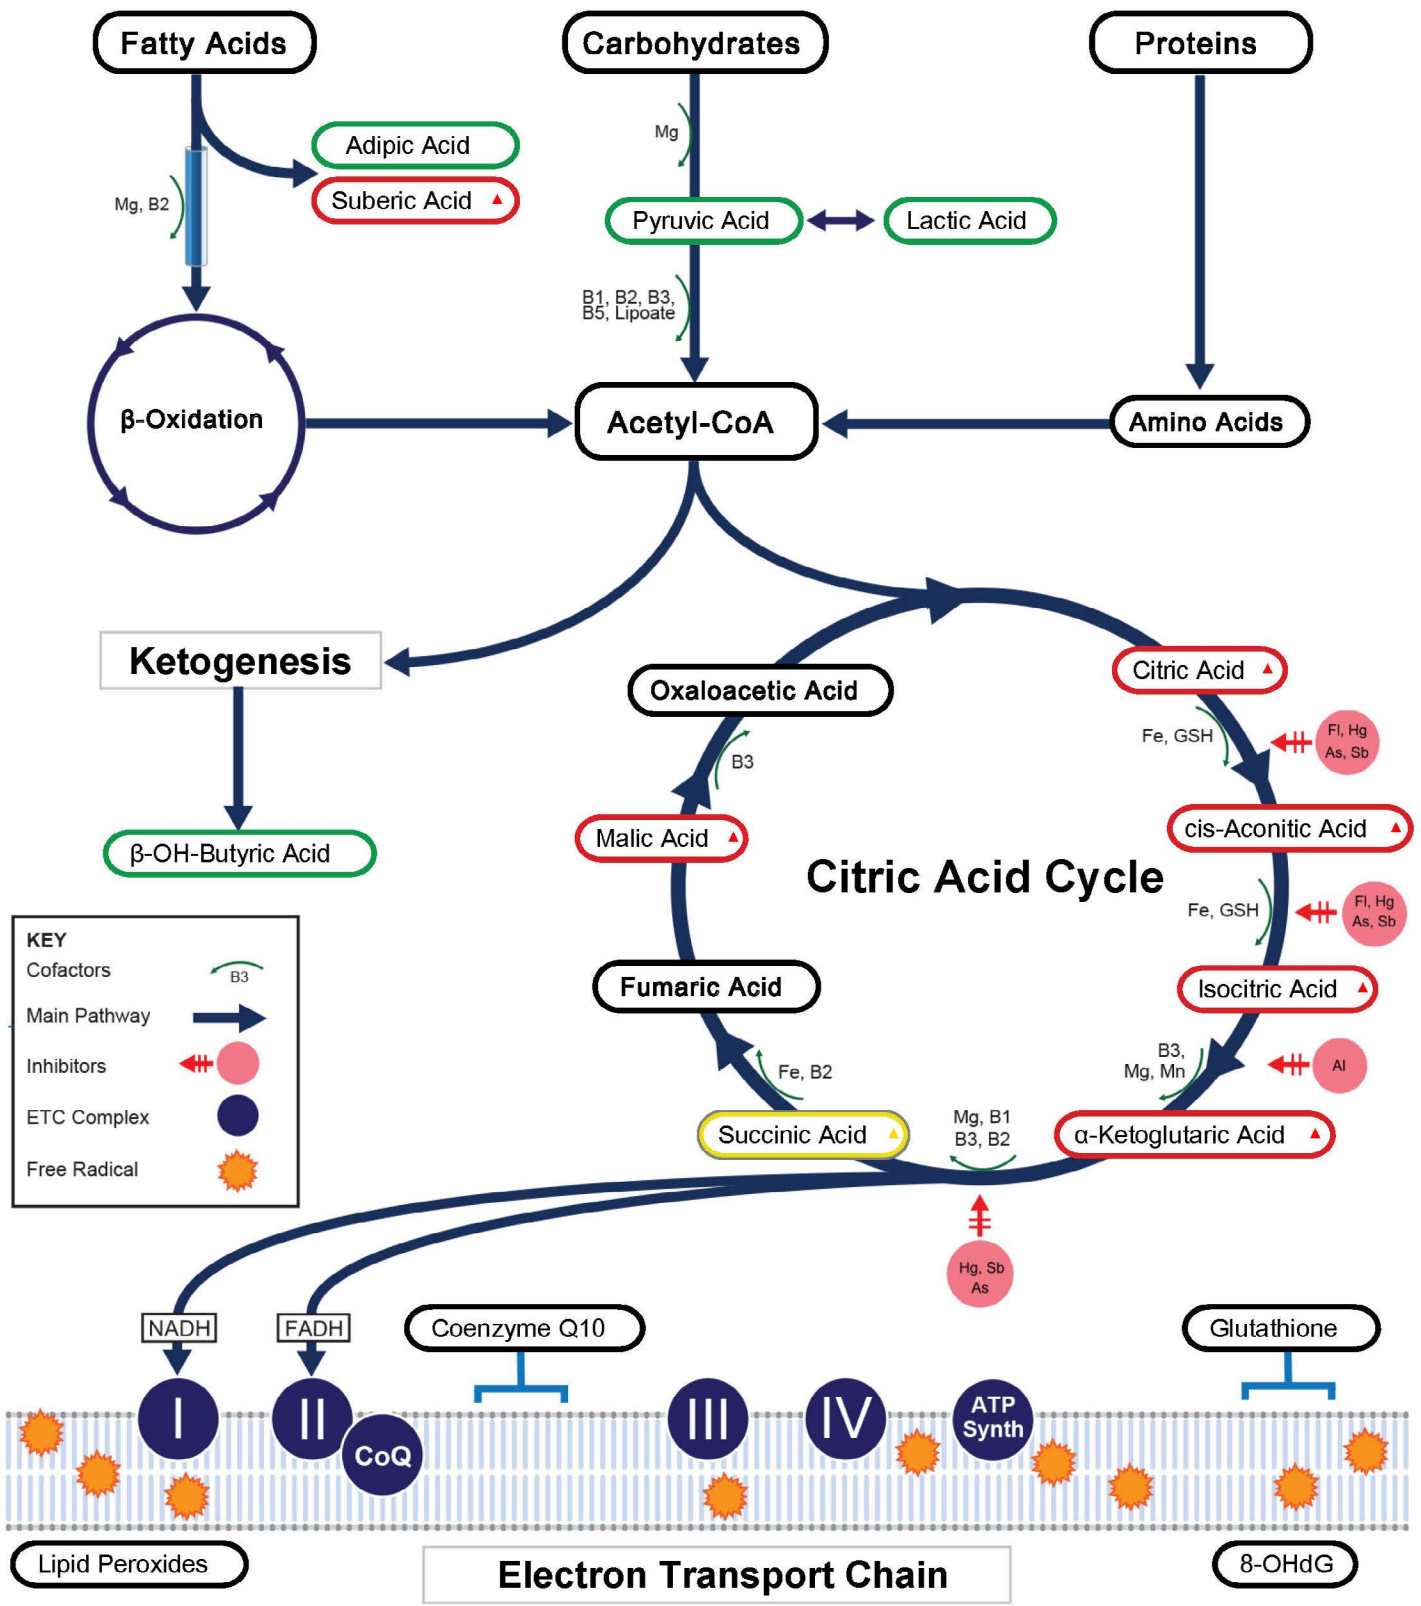 Fatty Acids
Carbohydrates
Proteins
Adipic Acid
Suberic Acid
Mg
Mg, B2
Pyruvic Acid
Lactic Acid
B1, B2, B3,
B5, Lipoate
β-Oxidation
Acetyl-CoA
Amino Acids
Ketogenesis
Oxaloacetic Acid
Citric Acid
Fe, GSH
Fl, Hg
As, Sb
B3
Malic Acid
cis-Aconitic Acid
β-OH-Butyric Acid
Citric Acid Cycle
Fe, GSH
Fl, Hg
As, Sb
KEY
Cofactors
B3
Main Pathway
Inhibitors
ETC Complex
Free Radical
Fumaric Acid
Isocitric Acid
B3,
Mg, Mn
Al
Fe, B2
Succinic Acid
Mg, B1
B3, B2
α-Ketoglutaric Acid
Hg, Sb
As
NADH
FADH
Coenzyme Q10
Glutathione
I
II
CoQ
III
IV
ATP
Synth
Lipid Peroxides
Electron Transport Chain
8-OHdG